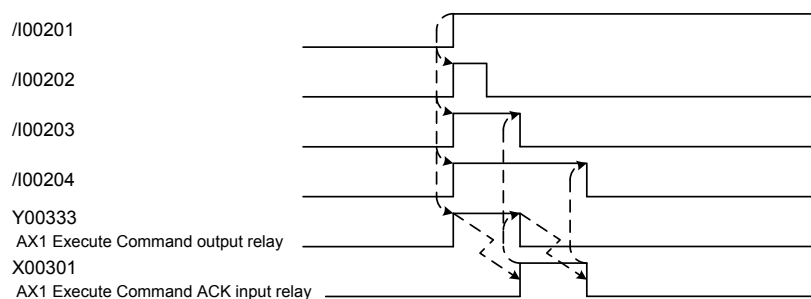 /I00201
/I00202
/I00203
/I00204
Y00333
AX1 Execute Command output relay
X00301
AX1 Execute Command ACK input relay